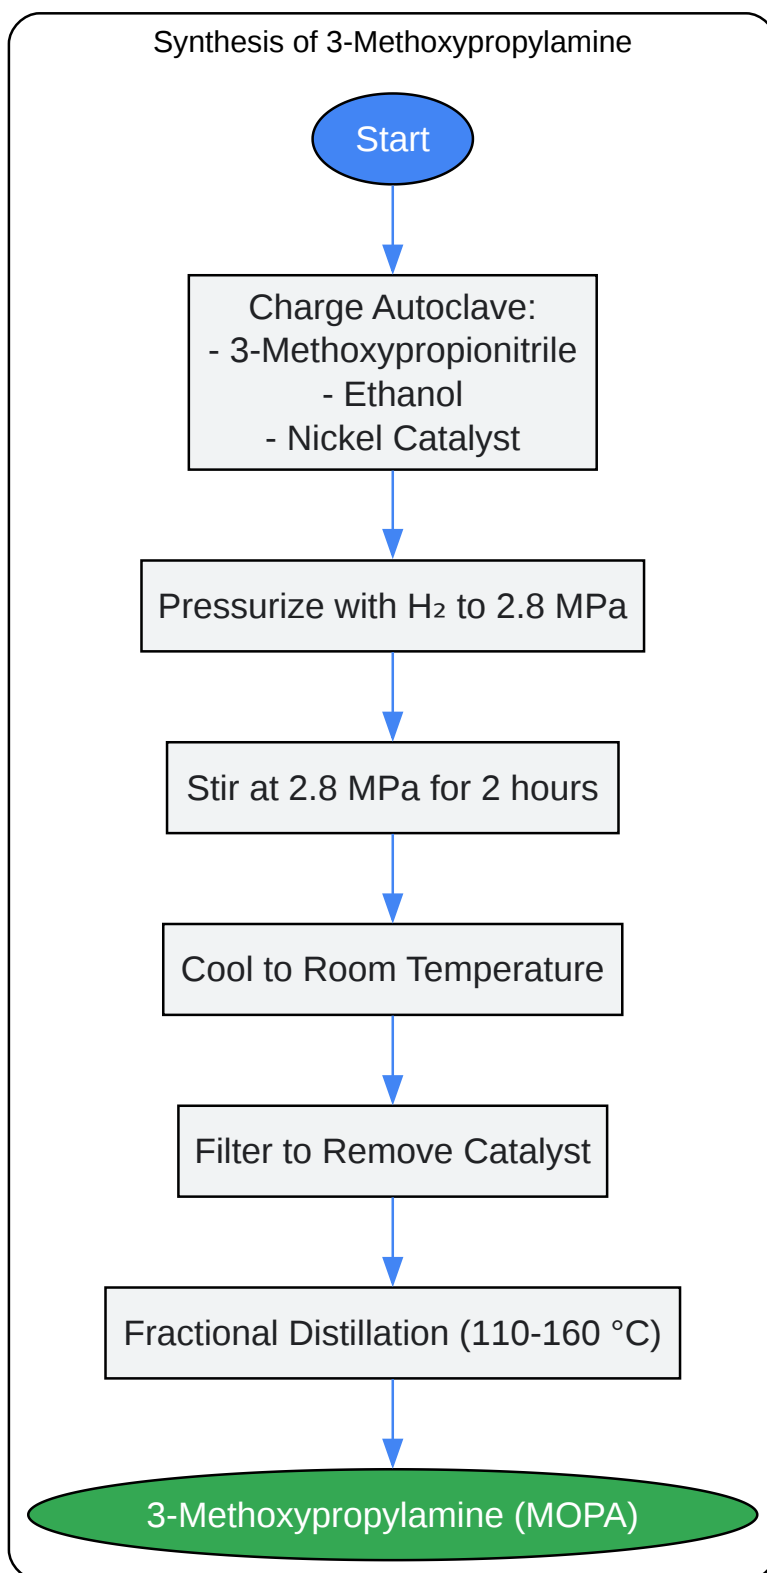 Synthesis of 3-Methoxypropylamine
Start
Charge Autoclave:
- 3-Methoxypropionitrile
- Ethanol
- Nickel Catalyst
Pressurize with H₂ to 2.8 MPa
Stir at 2.8 MPa for 2 hours
Cool to Room Temperature
Filter to Remove Catalyst
Fractional Distillation (110-160 °C)
3-Methoxypropylamine (MOPA)